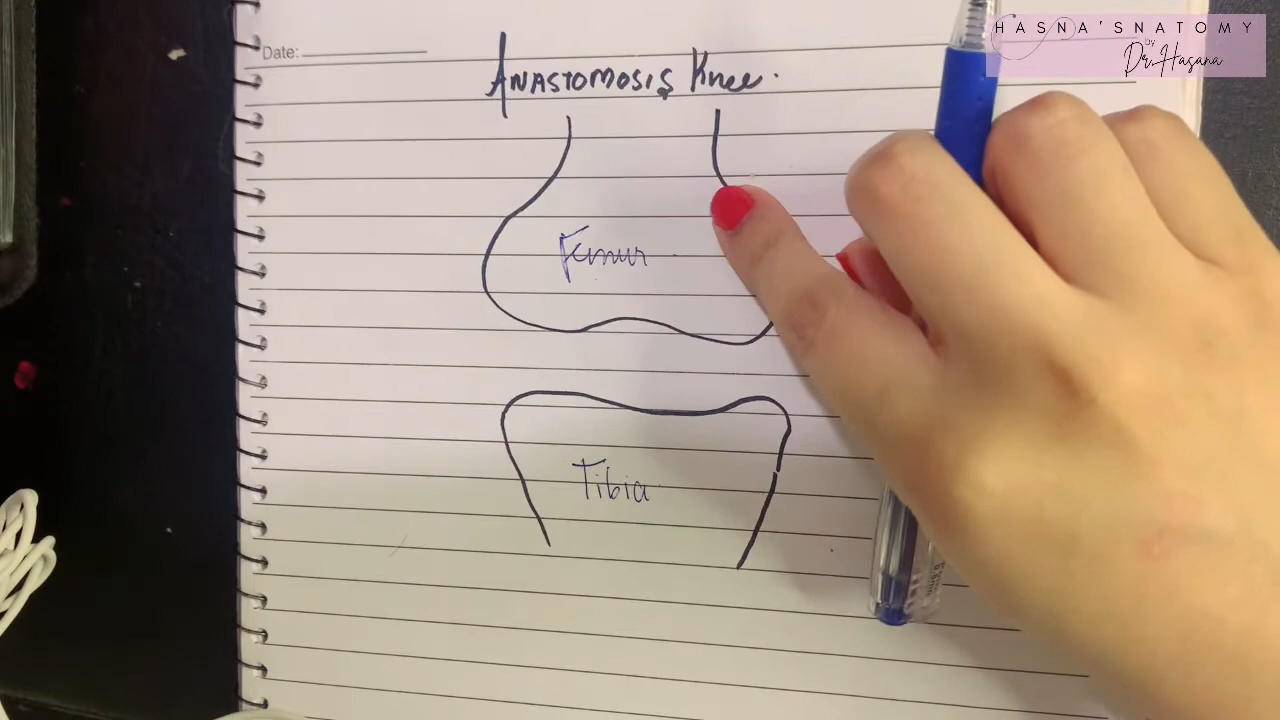 HASNA'SNATOMY
by
Dr.Hasana
Date:
ANASTOMOSIS Knee.
Femur
Tibia